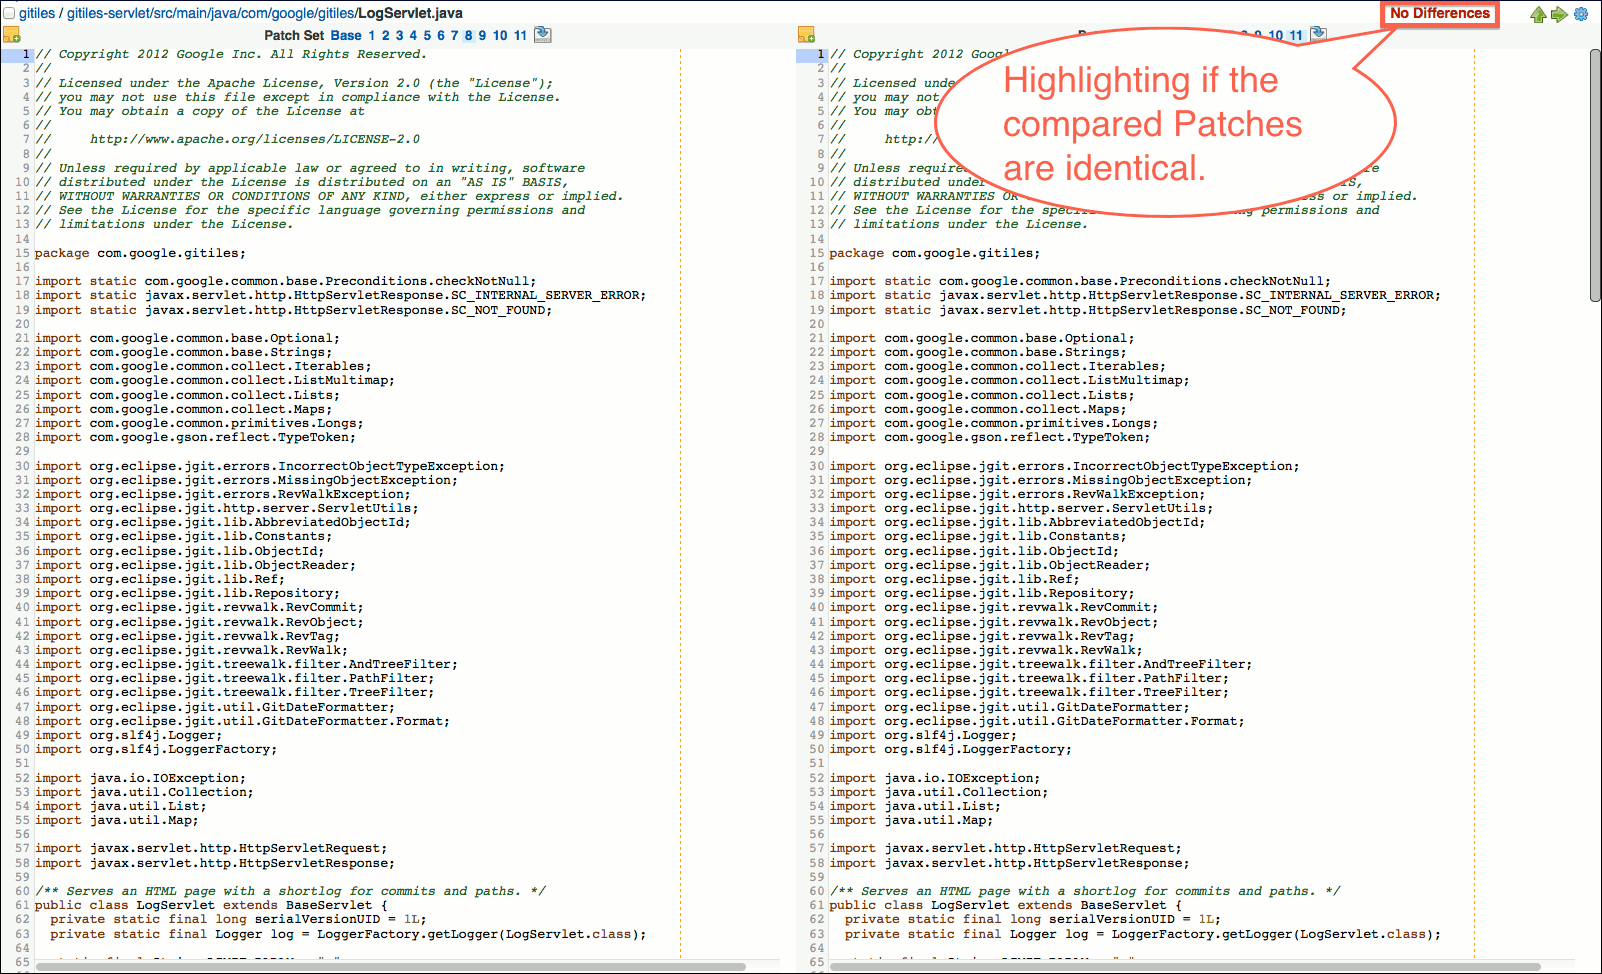 gitiles / gitiles-servlet/src/main/java/com/google/gitiles/LogServlet.java
No Differences
Patch Set Base 1 2 3 4 5 6 7 8 9 10 11
9 10 11
Highlighting if the
compared Patches
are identical.
1 // Copyright 2012 Google Inc. All Rights Reserved.
2 //
3 // Licensed under the Apache License, Version 2.0 (the "License");
4 // you may not use this file except in compliance with the License.
5 // You may obtain a copy of the License at
6 //
7 //     http://www.apache.org/licenses/LICENSE-2.0
8 //
9 // Unless required by applicable law or agreed to in writing, software
10 // distributed under the License is distributed on an "AS IS" BASIS,
11 // WITHOUT WARRANTIES OR CONDITIONS OF ANY KIND, either express or implied.
12 // See the License for the specific language governing permissions and
13 // limitations under the License.
14
15 package com.google.gitiles;
16
17 import static com.google.common.base.Preconditions.checkNotNull;
18 import static javax.servlet.http.HttpServletResponse.SC_INTERNAL_SERVER_ERROR;
19 import static javax.servlet.http.HttpServletResponse.SC_NOT_FOUND;
20
21 import com.google.common.base.Optional;
22 import com.google.common.base.Strings;
23 import com.google.common.collect.Iterables;
24 import com.google.common.collect.ListMultimap;
25 import com.google.common.collect.Lists;
26 import com.google.common.collect.Maps;
27 import com.google.common.primitives.Longs;
28 import com.google.gson.reflect.TypeToken;
29
30 import org.eclipse.jgit.errors.IncorrectObjectTypeException;
31 import org.eclipse.jgit.errors.MissingObjectException;
32 import org.eclipse.jgit.errors.RevWalkException;
33 import org.eclipse.jgit.http.server.ServletUtils;
34 import org.eclipse.jgit.lib.AbbreviatedObjectId;
35 import org.eclipse.jgit.lib.Constants;
36 import org.eclipse.jgit.lib.ObjectId;
37 import org.eclipse.jgit.lib.ObjectReader;
38 import org.eclipse.jgit.lib.Ref;
39 import org.eclipse.jgit.lib.Repository;
40 import org.eclipse.jgit.revwalk.RevCommit;
41 import org.eclipse.jgit.revwalk.RevObject;
42 import org.eclipse.jgit.revwalk.RevTag;
43 import org.eclipse.jgit.revwalk.RevWalk;
44 import org.eclipse.jgit.treewalk.filter.AndTreeFilter;
45 import org.eclipse.jgit.treewalk.filter.PathFilter;
46 import org.eclipse.jgit.treewalk.filter.TreeFilter;
47 import org.eclipse.jgit.util.GitDateFormatter;
48 import org.eclipse.jgit.util.GitDateFormatter.Format;
49 import org.slf4j.Logger;
50 import org.slf4j.LoggerFactory;
51
52 import java.io.IOException;
53 import java.util.Collection;
54 import java.util.List;
55 import java.util.Map;
56
57 import javax.servlet.http.HttpServletRequest;
58 import javax.servlet.http.HttpServletResponse;
59
60 /** Serves an HTML page with a shortlog for commits and paths. */
61 public class LogServlet extends BaseServlet {
62   private static final long serialVersionUID = 1L;
63   private static final Logger log = LoggerFactory.getLogger(LogServlet.class);
64
65
1 // Copyright 2012
2 //
3 // Licensed
4 // you may not
5 // You may
6 //
7 //
8 //
9 // Unless
10 // distributed under
11 // WITHOUT WARRANTIES or implied.
12 // See the License for the permissions and
13 // limitations under the License.
14
15 package com.google.gitiles;
16
17 import static com.google.common.base.Preconditions.checkNotNull;
18 import static javax.servlet.http.HttpServletResponse.SC_INTERNAL_SERVER_ERROR;
19 import static javax.servlet.http.HttpServletResponse.SC_NOT_FOUND;
20
21 import com.google.common.base.Optional;
22 import com.google.common.base.Strings;
23 import com.google.common.collect.Iterables;
24 import com.google.common.collect.ListMultimap;
25 import com.google.common.collect.Lists;
26 import com.google.common.collect.Maps;
27 import com.google.common.primitives.Longs;
28 import com.google.gson.reflect.TypeToken;
29
30 import org.eclipse.jgit.errors.IncorrectObjectTypeException;
31 import org.eclipse.jgit.errors.MissingObjectException;
32 import org.eclipse.jgit.errors.RevWalkException;
33 import org.eclipse.jgit.http.server.ServletUtils;
34 import org.eclipse.jgit.lib.AbbreviatedObjectId;
35 import org.eclipse.jgit.lib.Constants;
36 import org.eclipse.jgit.lib.ObjectId;
37 import org.eclipse.jgit.lib.ObjectReader;
38 import org.eclipse.jgit.lib.Ref;
39 import org.eclipse.jgit.lib.Repository;
40 import org.eclipse.jgit.revwalk.RevCommit;
41 import org.eclipse.jgit.revwalk.RevObject;
42 import org.eclipse.jgit.revwalk.RevTag;
43 import org.eclipse.jgit.revwalk.RevWalk;
44 import org.eclipse.jgit.treewalk.filter.AndTreeFilter;
45 import org.eclipse.jgit.treewalk.filter.PathFilter;
46 import org.eclipse.jgit.treewalk.filter.TreeFilter;
47 import org.eclipse.jgit.util.GitDateFormatter;
48 import org.eclipse.jgit.util.GitDateFormatter.Format;
49 import org.slf4j.Logger;
50 import org.slf4j.LoggerFactory;
51
52 import java.io.IOException;
53 import java.util.Collection;
54 import java.util.List;
55 import java.util.Map;
56
57 import javax.servlet.http.HttpServletRequest;
58 import javax.servlet.http.HttpServletResponse;
59
60 /** Serves an HTML page with a shortlog for commits and paths. */
61 public class LogServlet extends BaseServlet {
62   private static final long serialVersionUID = 1L;
63   private static final Logger log = LoggerFactory.getLogger(LogServlet.class);
64
65